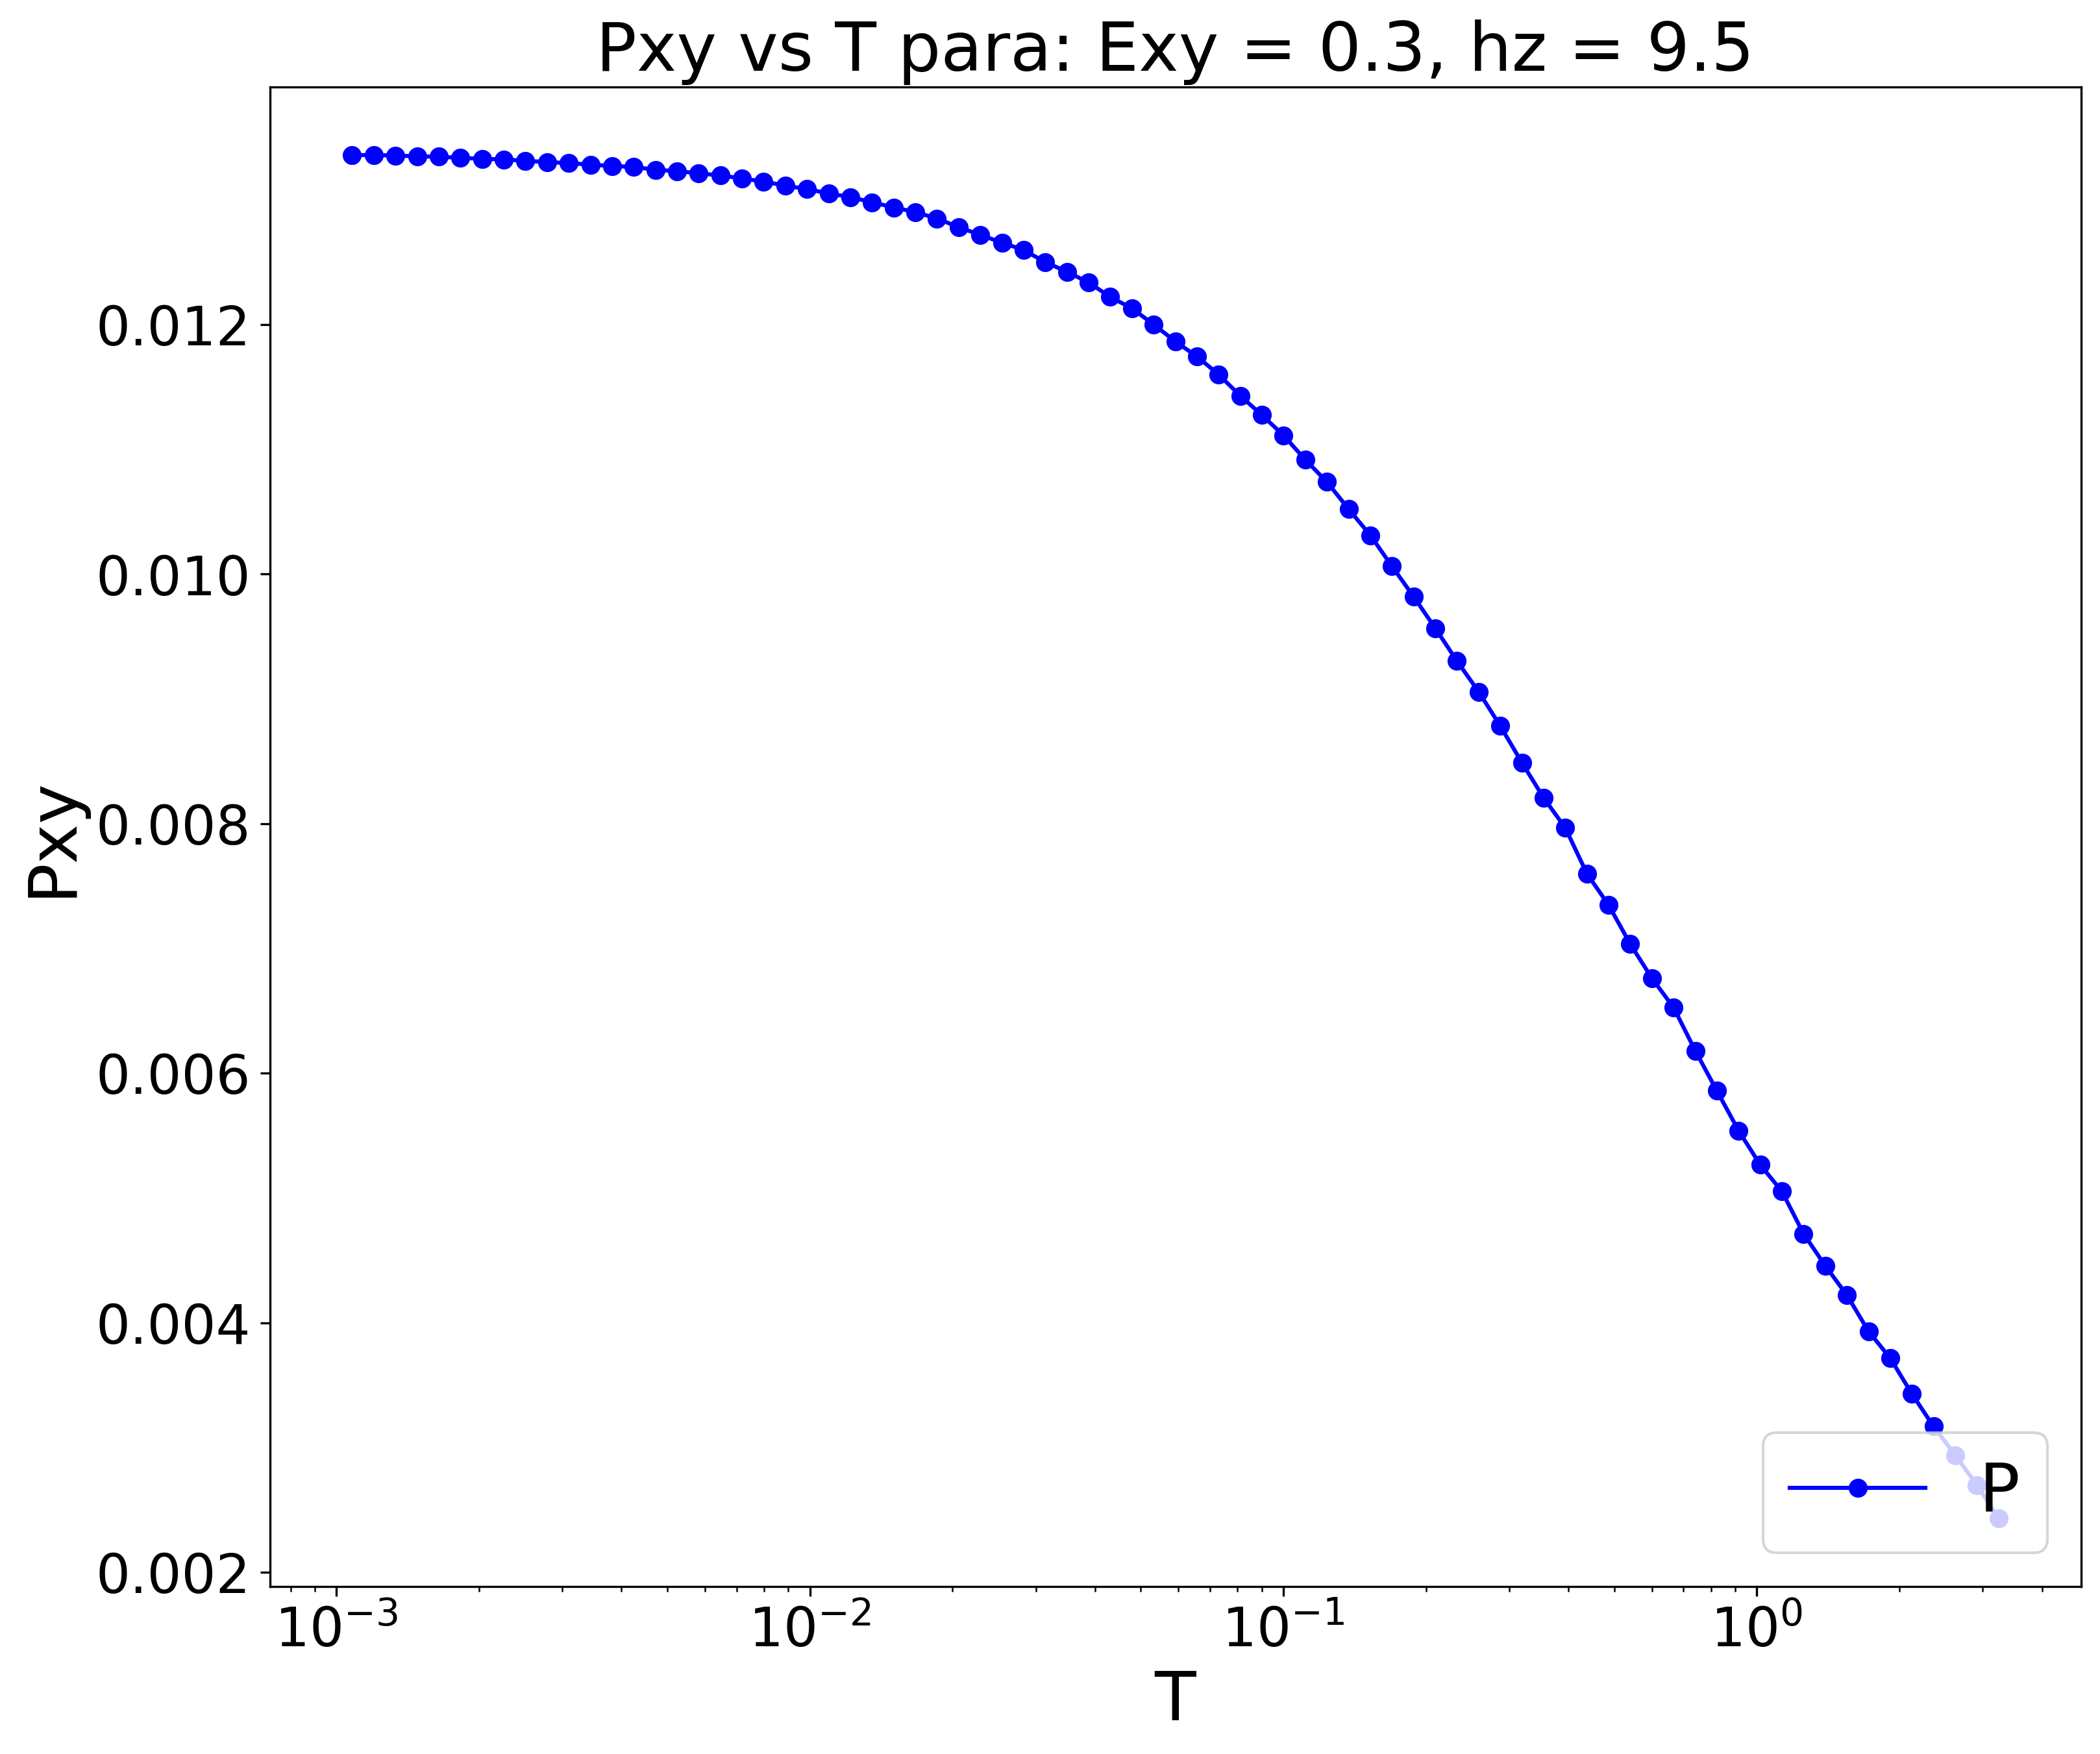 Pxy vs T para: Exy = 0.3, hz = 9.5
Pxy
0.012
0.010
0.008
0.006
0.004
0.002
10⁻³ 10⁻² 10⁻¹ 10⁰
T
P